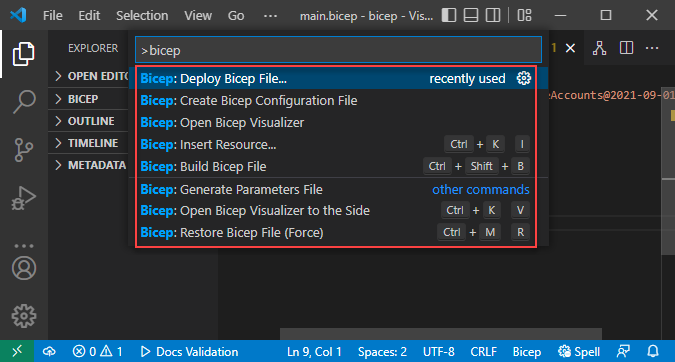 File Edit Selection ··· main.bicep - bicep - Vis...
EXPLORER
>bicep
1
OPEN EDITO
BICEP
OUTLINE
TIMELINE
METADATA
Bicep: Deploy Bicep File... recently used
Bicep: Create Bicep Configuration File
eAccounts@2021-09-01
Bicep: Open Bicep Visualizer
Bicep: Insert Resource... Ctrl + K I
Bicep: Build Bicep File Ctrl + Shift + B
Bicep: Generate Parameters File other commands
Bicep: Open Bicep Visualizer to the Side Ctrl + K V
Bicep: Restore Bicep File (Force) Ctrl + M R
0 1 Docs Validation Ln 9, Col 1 Spaces: 2 UTF-8 CRLF Bicep Spell